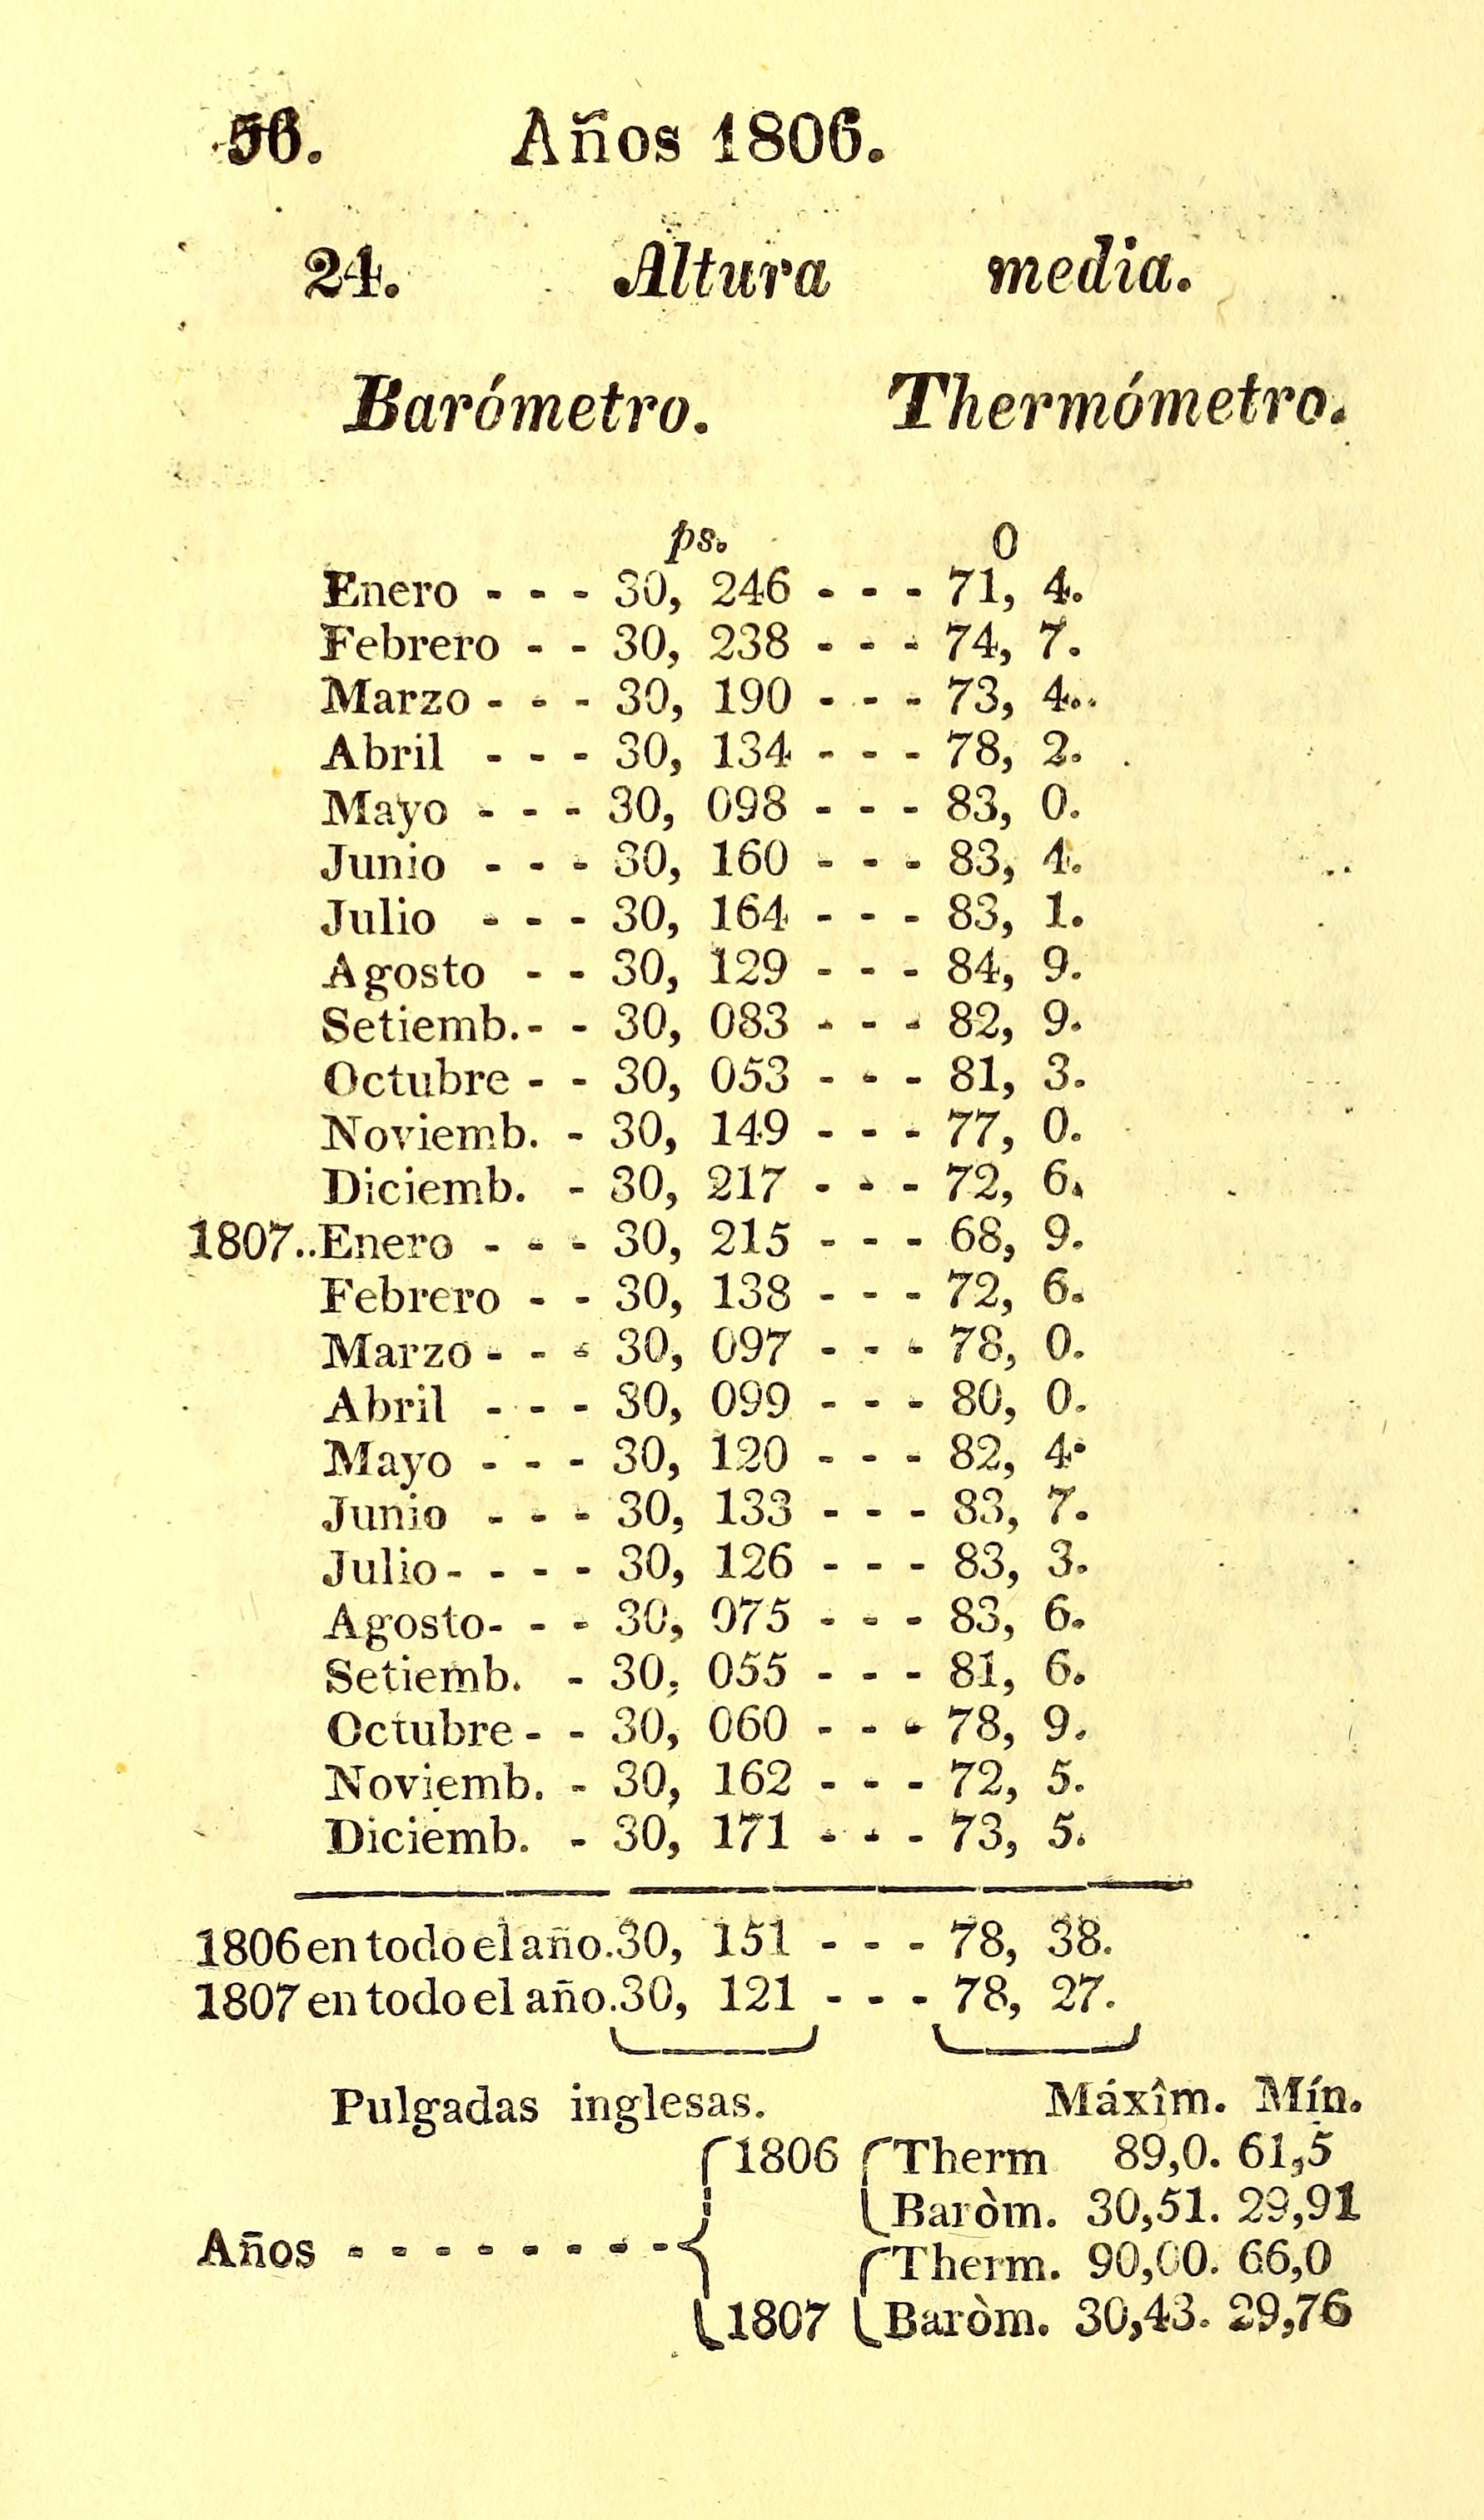 56. Años 1806.
24. Altura media.
Barómetro. Thermómetro.
ps. 0
Enero - - - 30, 246 - - - 71, 4.
Febrero - - 30, 238 - - - 74, 7.
Marzo - - - 30, 190 - - - 73, 4..
Abril - - - 30, 134 - - - 78, 2.
Mayo - - - 30, 098 - - - 83, 0.
Junio - - - 30, 160 - - - 83, 4.
Julio - - - 30, 164 - - - 83, 1.
Agosto - - 30, 129 - - - 84, 9.
Setiemb.- - 30, 083 - - - 82, 9.
Octubre - - 30, 053 - - - 81, 3.
Noviemb. - 30, 149 - - - 77, 0.
Diciemb. - 30, 217 - - - 72, 6.
1807..Enero - - - 30, 215 - - - 68, 9.
Febrero - - 30, 138 - - - 72, 6.
Marzo - - - 30, 097 - - - 78, 0.
Abril - - - 30, 099 - - - 80, 0.
Mayo - - - 30, 120 - - - 82, 4.
Junio - - - 30, 133 - - - 83, 7.
Julio- - - - 30, 126 - - - 83, 3.
Agosto- - - 30, 075 - - - 83, 6.
Setiemb. - 30, 055 - - - 81, 6.
Octubre - - 30, 060 - - - 78, 9.
Noviemb. - 30, 162 - - - 72, 5.
Diciemb. - 30, 171 - - - 73, 5.
1806 en todo el año.30, 151 - - - 78, 38.
1807 en todo el año.30, 121 - - - 78, 27.
Pulgadas inglesas. Máxîm. Mín.
1806 Therm 89,0. 61,5
Baròm. 30,51. 29,91
Años - - - - - - - -
Therm. 90,00. 66,0
1807 Baròm. 30,43. 29,76